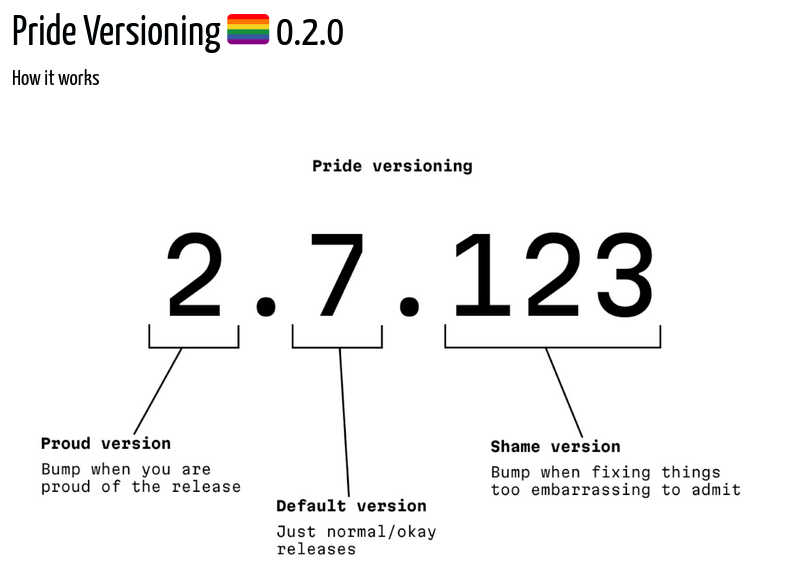 Pride Versioning 🏳️‍🌈 0.2.0
How it works
Pride versioning
2.7.123
Proud version
Bump when you are
proud of the release
Default version
Just normal/okay
releases
Shame version
Bump when fixing things
too embarrassing to admit